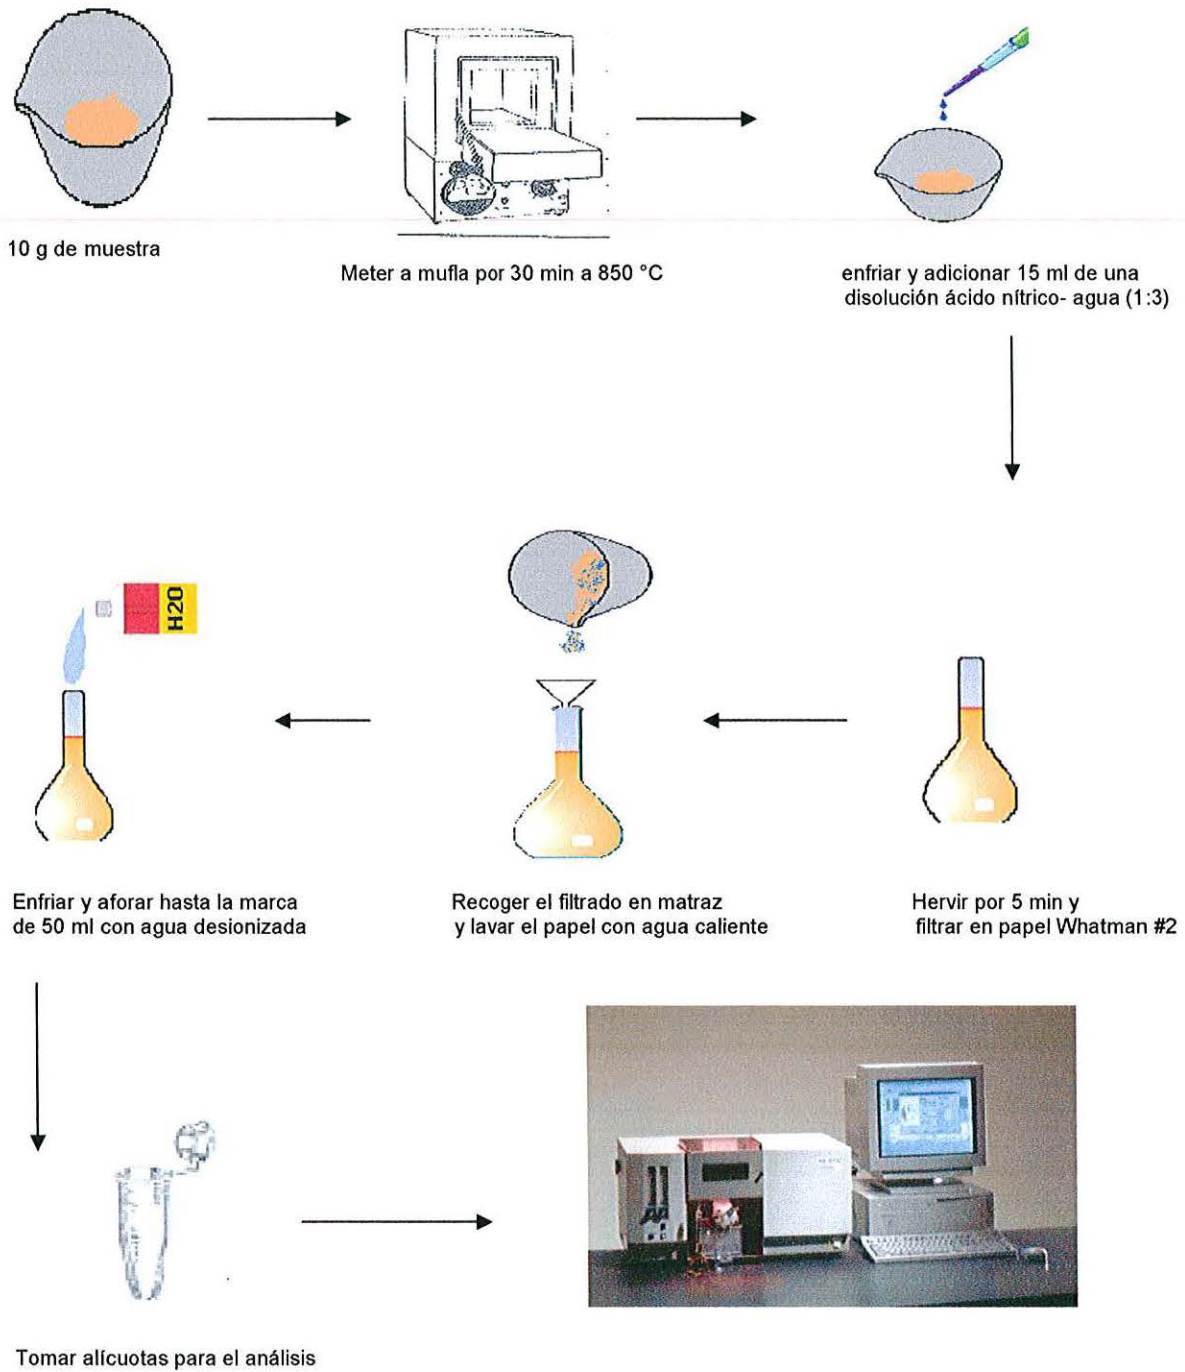 10 g de muestra
Meter a mufla por 30 min a 850 °C
enfriar y adicionar 15 ml de una
disolución ácido nítrico- agua (1:3)
H2O
Hervir por 5 min y
filtrar en papel Whatman #2
Recoger el filtrado en matraz
y lavar el papel con agua caliente
Enfriar y aforar hasta la marca
de 50 ml con agua desionizada
Tomar alícuotas para el análisis